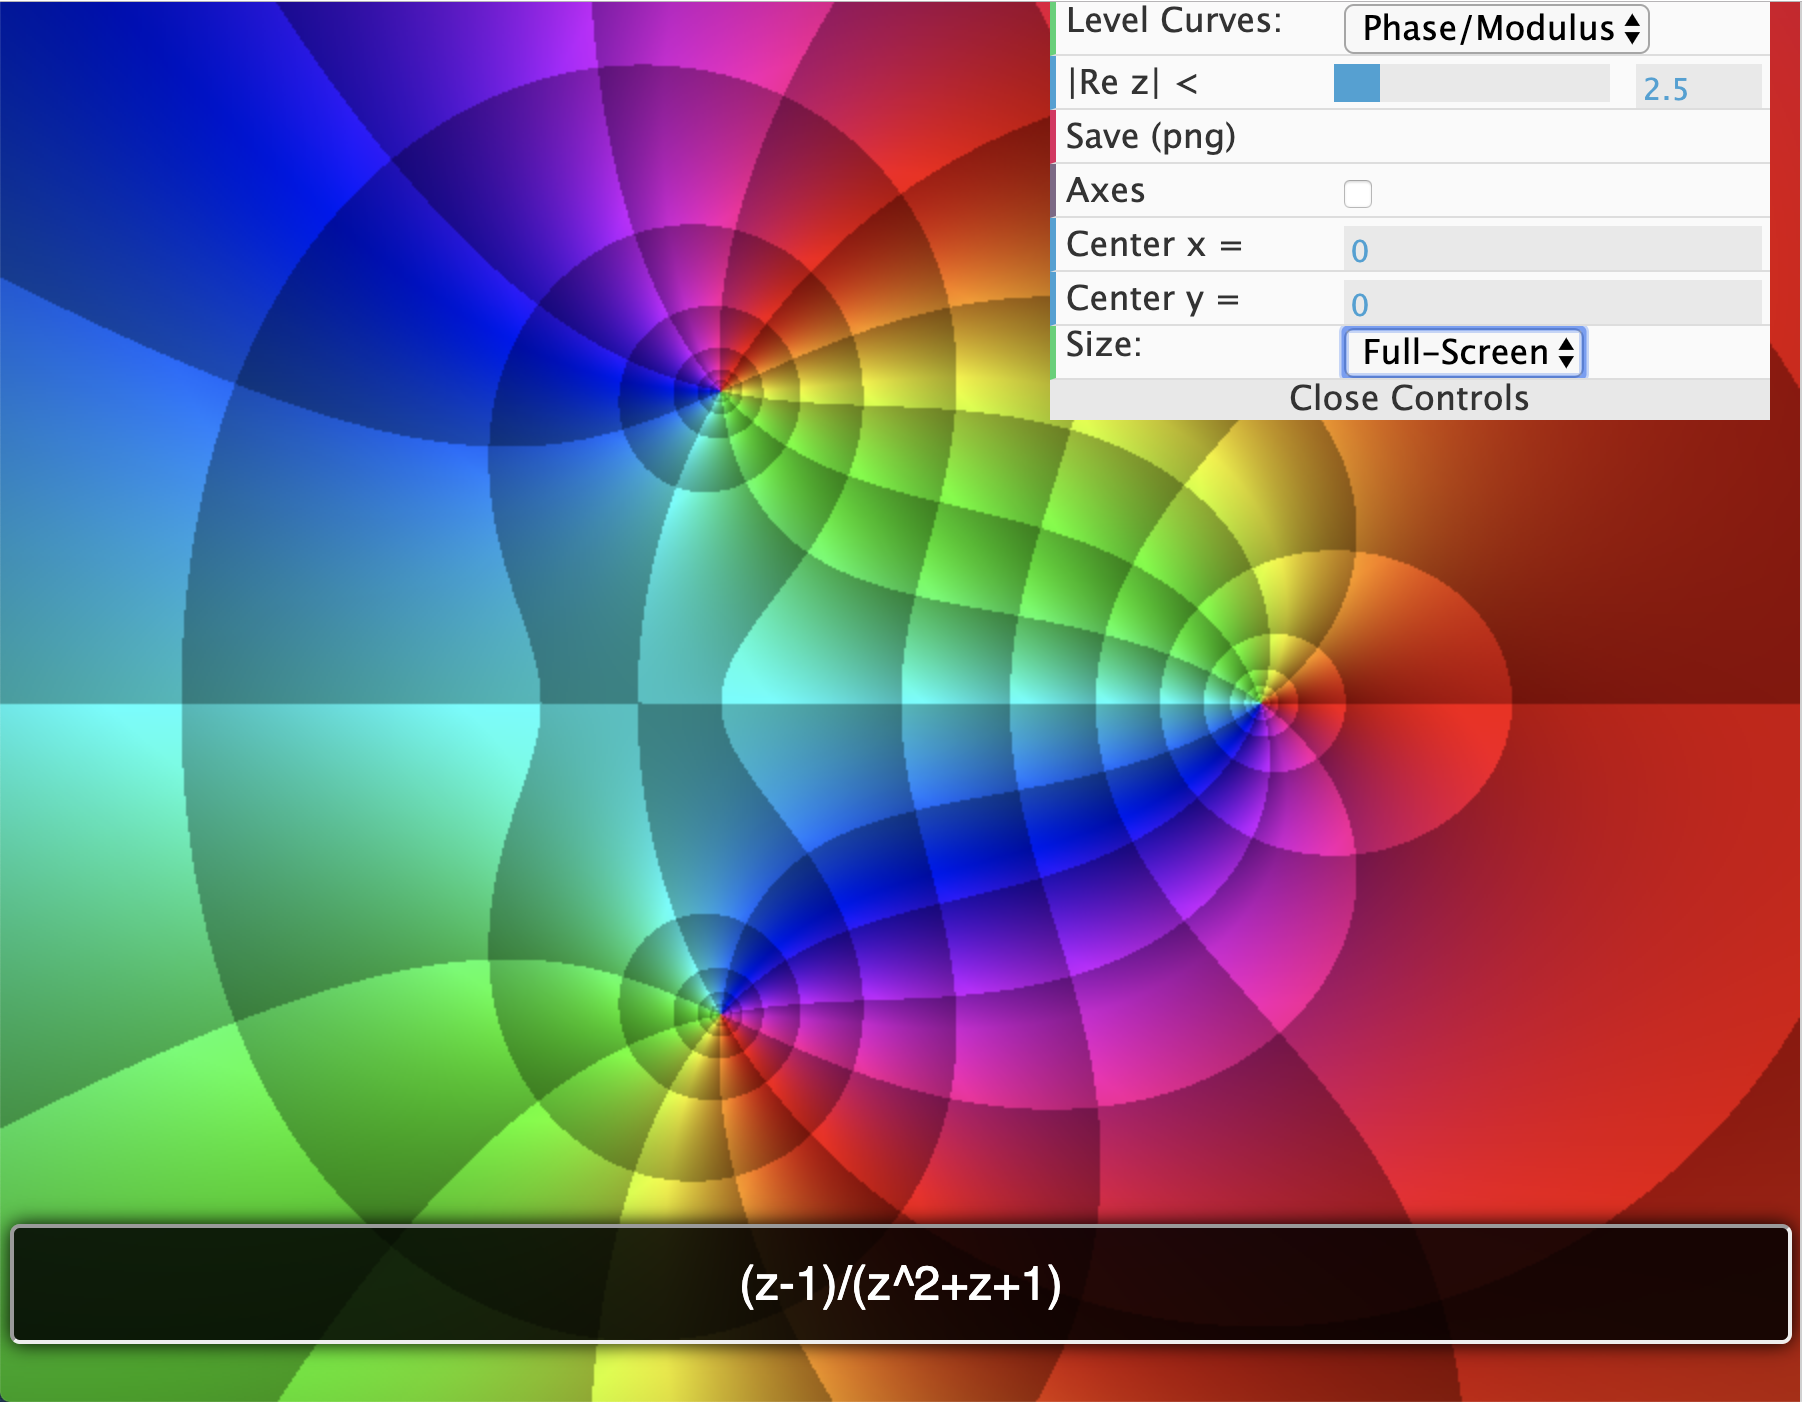 Level Curves: Phase/Modulus
|Re z| < 2.5
Save (png)
Axes
Center x = 0
Center y = 0
Size: Full-Screen
Close Controls
(z-1)/(z^2+z+1)